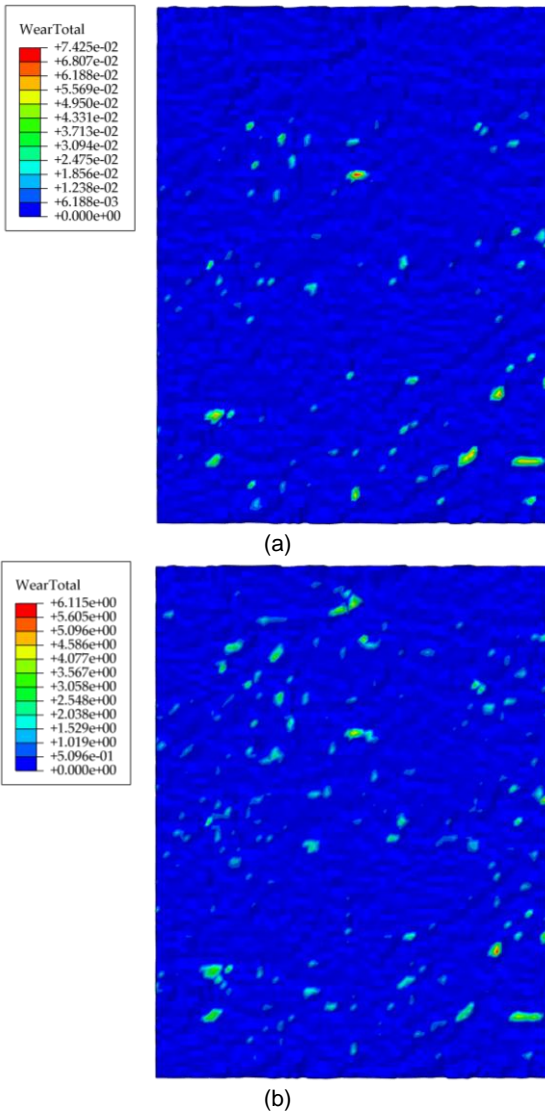 WearTotal
+7.425e-02
+6.807e-02
+6.188e-02
+5.569e-02
+4.950e-02
+4.331e-02
+3.713e-02
+3.094e-02
+2.475e-02
+1.856e-02
+1.238e-02
+6.188e-03
+0.000e+00
(a)
WearTotal
+6.115e+00
+5.605e+00
+5.096e+00
+4.586e+00
+4.077e+00
+3.567e+00
+3.058e+00
+2.548e+00
+2.038e+00
+1.529e+00
+1.019e+00
+5.096e-01
+0.000e+00
(b)